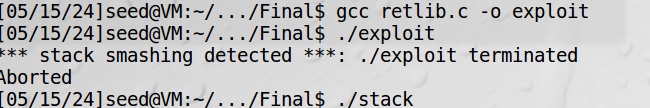 [05/15/24]seed@VM:~/.../Final$ gcc retlib.c -o exploit
[05/15/24]seed@VM:~/.../Final$ ./exploit
*** stack smashing detected ***: ./exploit terminated
Aborted
[05/15/24]seed@VM:~/.../Final$ ./stack